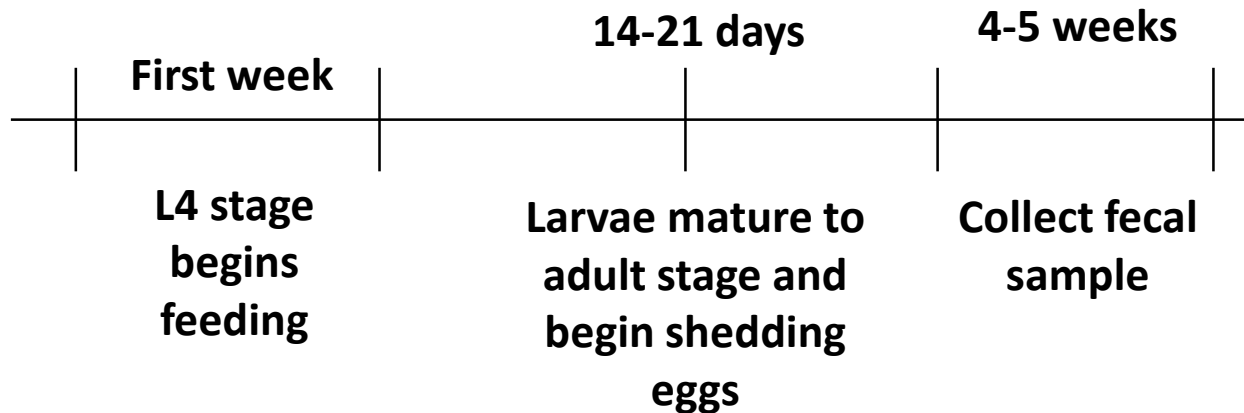 First week
14-21 days
4-5 weeks
L4 stage
begins
feeding
Larvae mature to
adult stage and
begin shedding
eggs
Collect fecal
sample